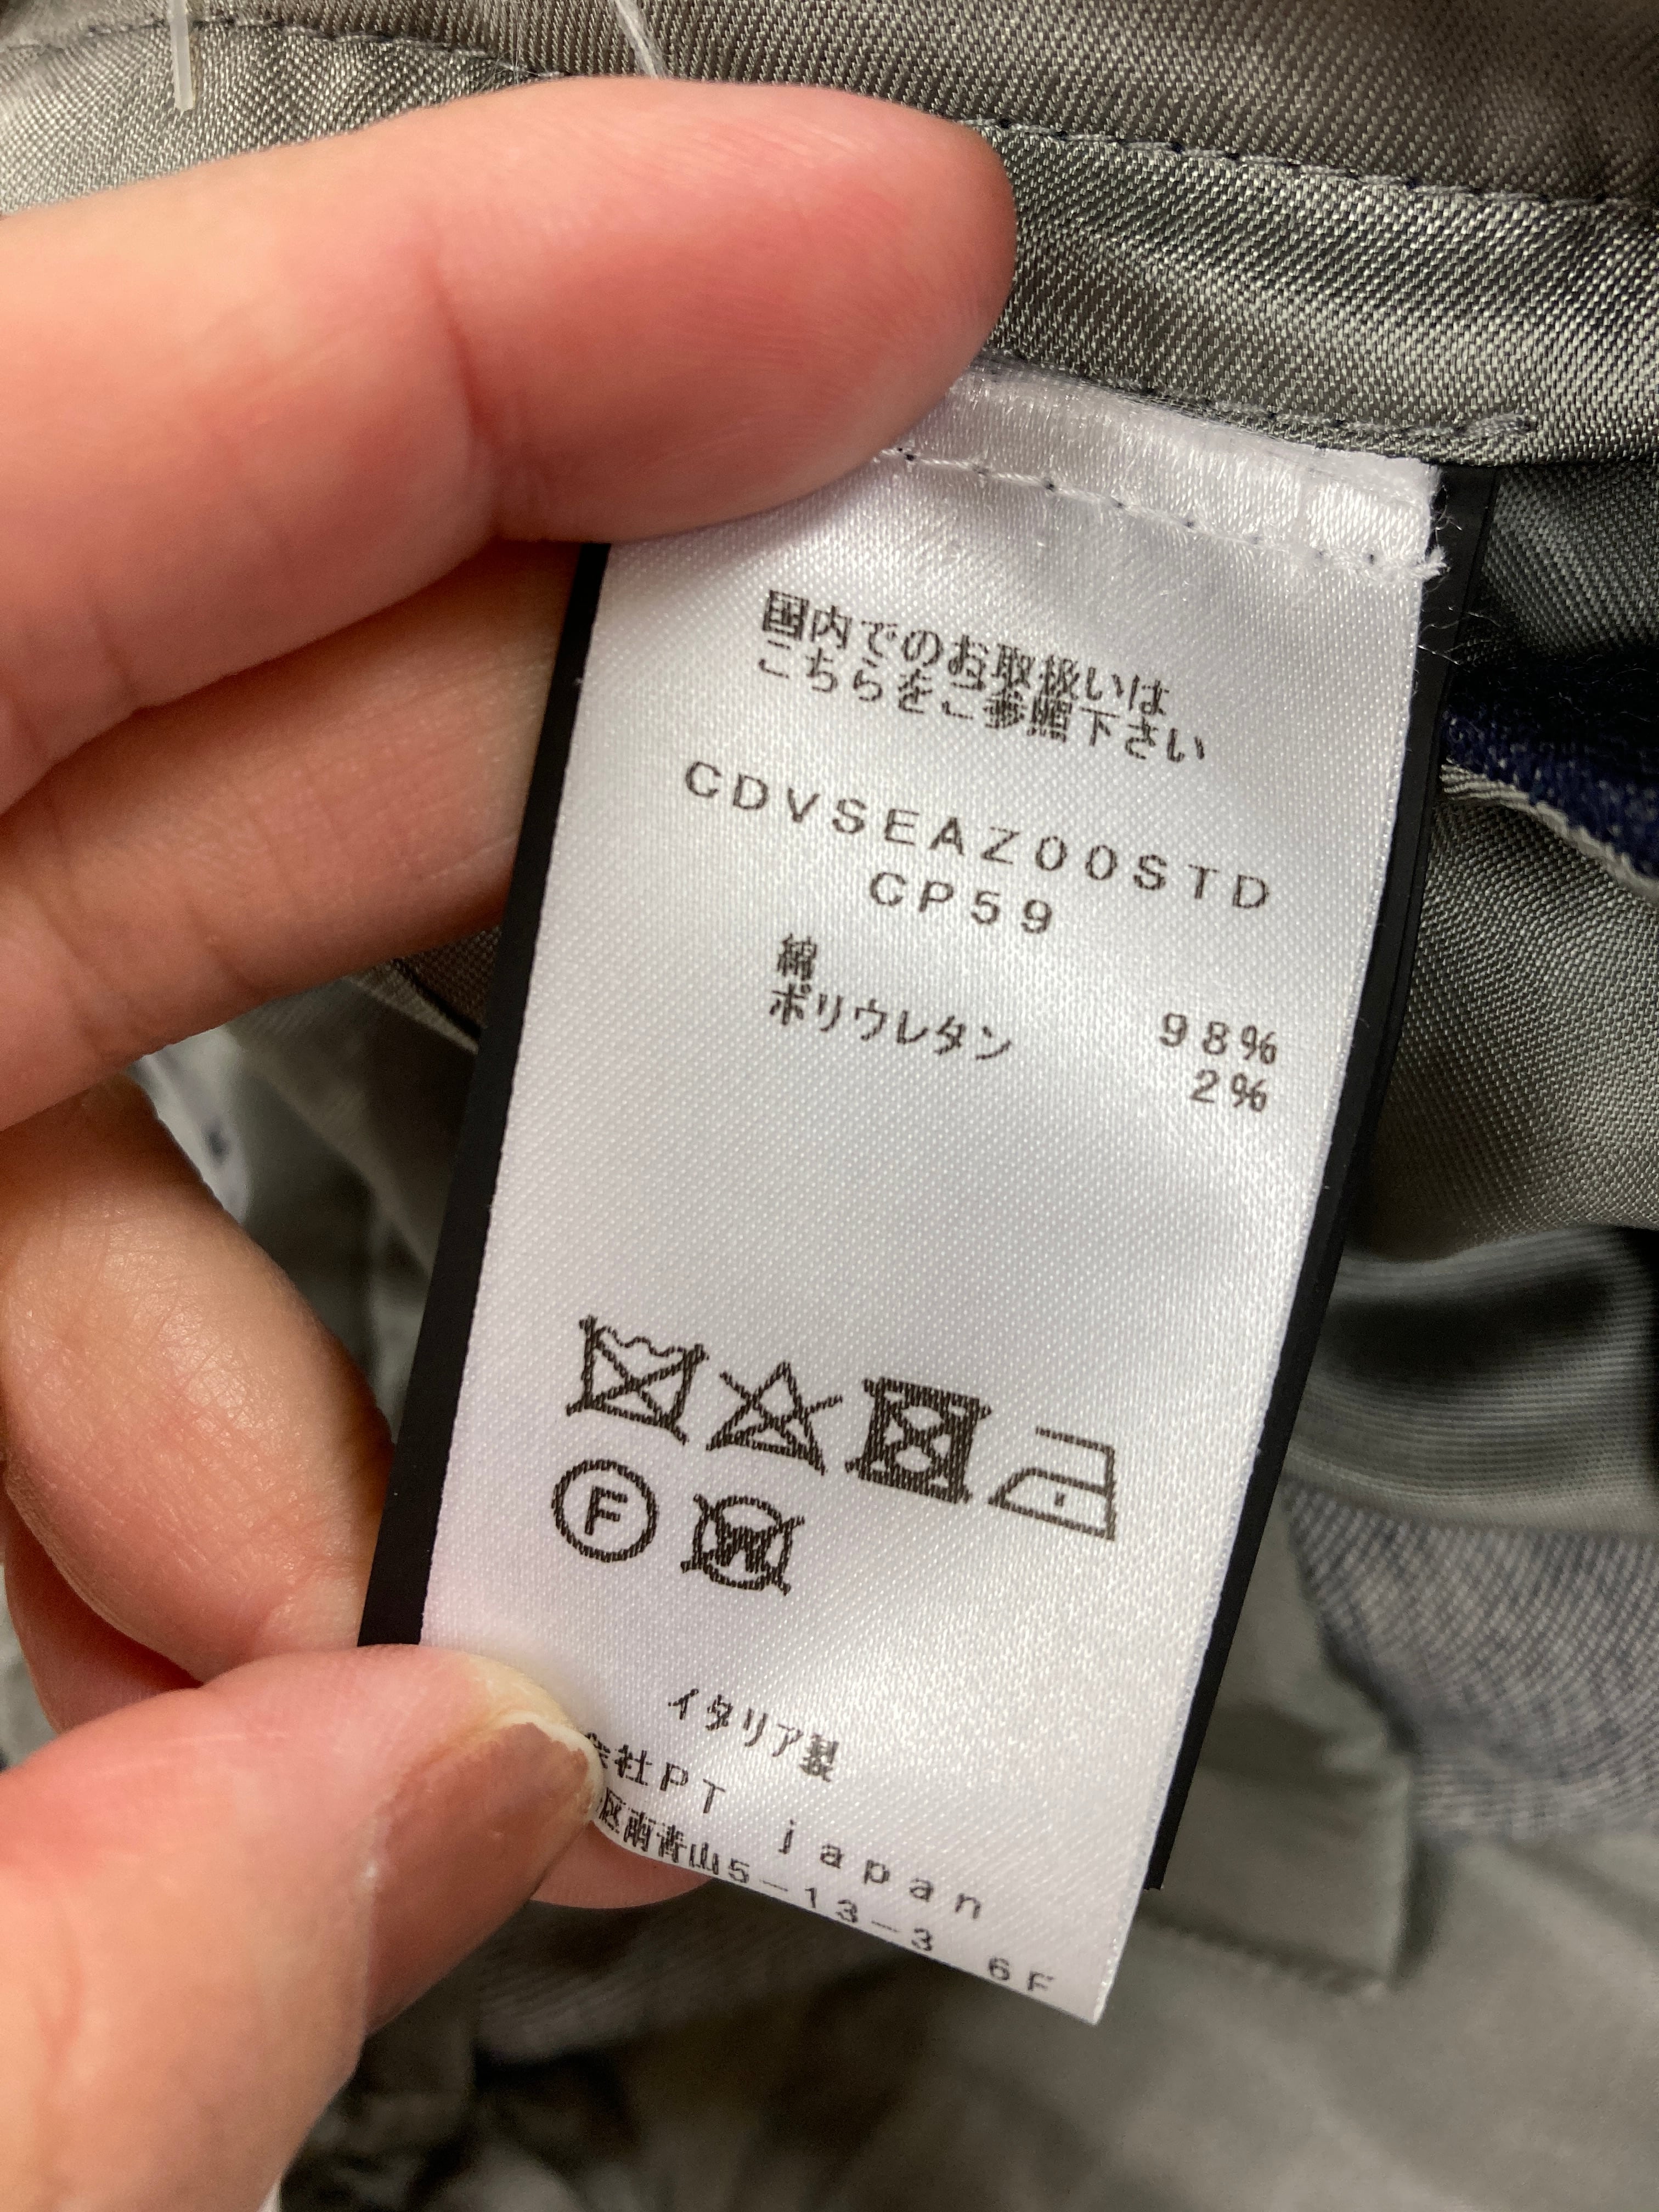 国内でのお取扱いは
こちらをご参照下さい
CDVSEAZ00STD
CP59
綿 98%
ポリウレタン 2%
F
W
イタリア製
会社PT japan
区南青山5-13-3 6F